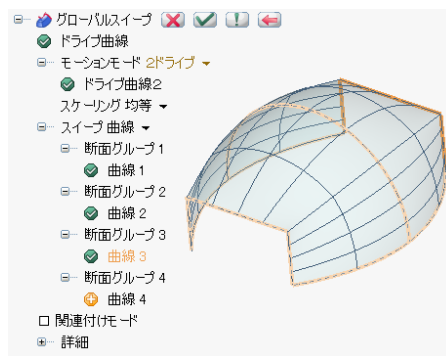 グローバルスイープ
ドライブ曲線
モーションモード 2ドライブ
ドライブ曲線2
スケーリング 均等
スイープ 曲線
断面グループ1
曲線 1
断面グループ2
曲線 2
断面グループ3
曲線 3
断面グループ4
曲線 4
関連付けモード
詳細